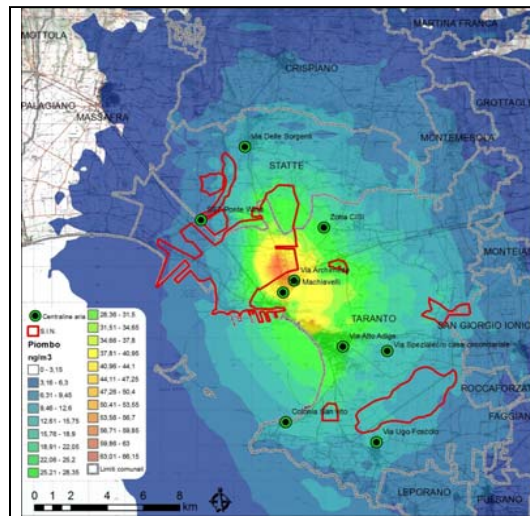 MARTINA FRANCA
MOTTOLA
CRISPIANO
GROTTAGLI
PALAGIANO
MASSAFRA
MONTEMESOLA
Via Delle Sorgenti
STATTE
Zona CISI
MONTEIA
Via Archimede
Machiavelli
TARANTO
SAN GIORGIO IONIC
Via Alto Adige
ROCCAFORZAT
Colonia San Vito
FAGGIAN
Via Ugo Foscolo
LEPORANO
PULSANO
Centraline aria
S.I.N.
Piombo
ng/m3
0 - 3,15
3,16 - 6,3
6,31 - 9,45
9,46 - 12,6
12,61 - 15,75
15,76 - 18,9
18,91 - 22,05
22,06 - 25,2
25,21 - 28,35
28,36 - 31,5
31,51 - 34,65
34,66 - 37,8
37,81 - 40,95
40,96 - 44,1
44,11 - 47,25
47,26 - 50,4
50,41 - 53,55
53,56 - 56,7
56,71 - 59,85
59,86 - 63
63,01 - 66,15
Limiti comunali
0 2 4 6 8
km